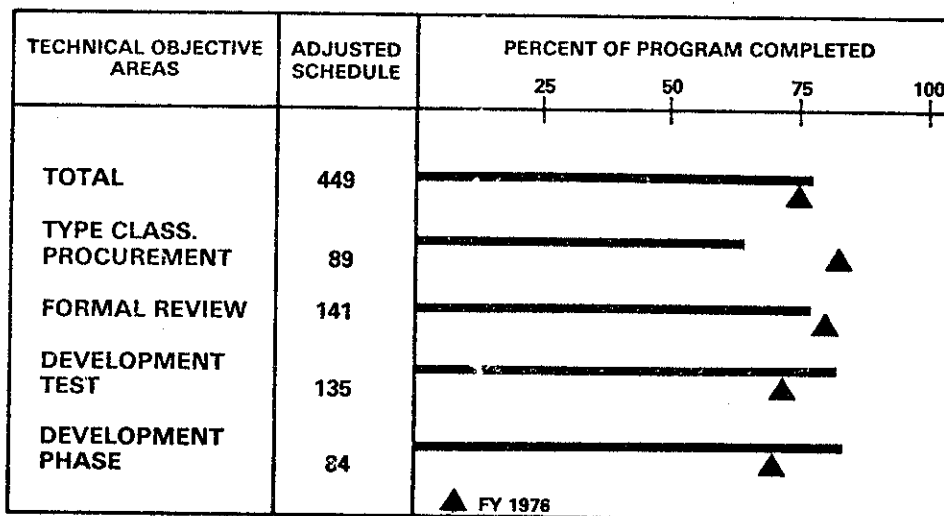 TECHNICAL OBJECTIVE
AREAS
ADJUSTED
SCHEDULE
PERCENT OF PROGRAM COMPLETED
25
50
75
100
TOTAL
449
TYPE CLASS.
PROCUREMENT
89
FORMAL REVIEW
141
DEVELOPMENT
TEST
135
DEVELOPMENT
PHASE
84
FY 1976